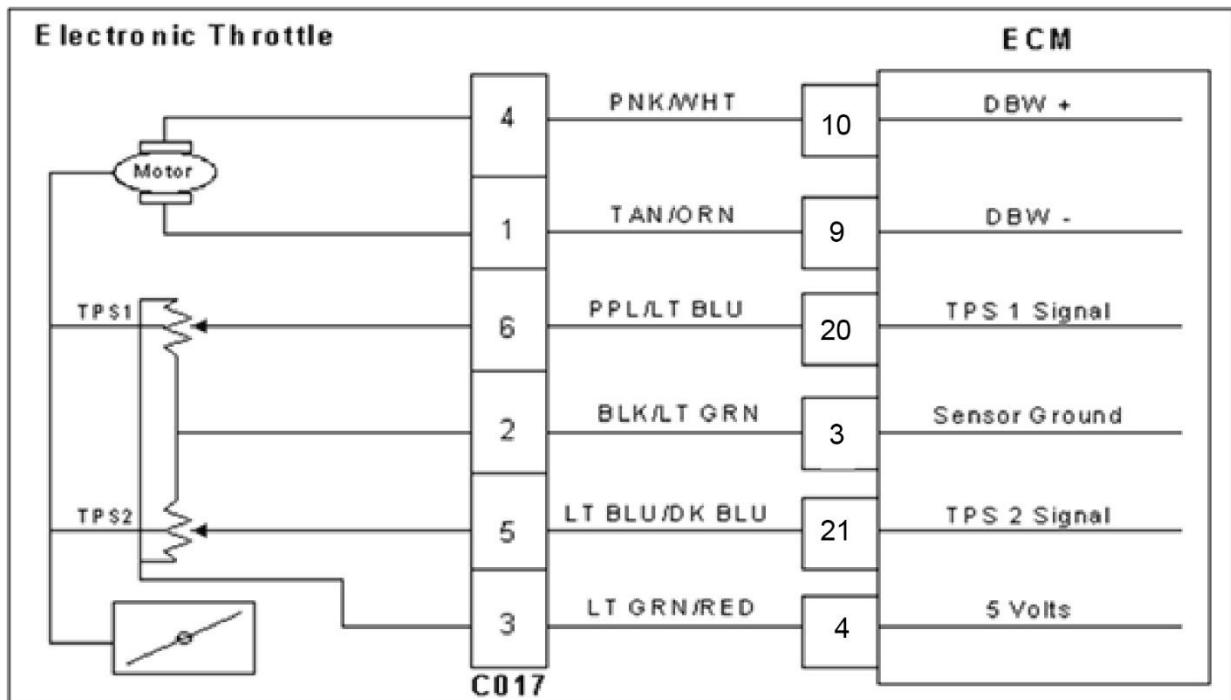 Electronic Throttle
ECM
4
PNK/WHT
10
DBW +
Motor
1
TAN/ORN
9
DBW -
TPS1
6
PPL/LT BLU
20
TPS 1 Signal
2
BLK/LT GRN
3
Sensor Ground
TPS2
5
LT BLU/DK BLU
21
TPS 2 Signal
3
LT GRN/RED
4
5 Volts
C017